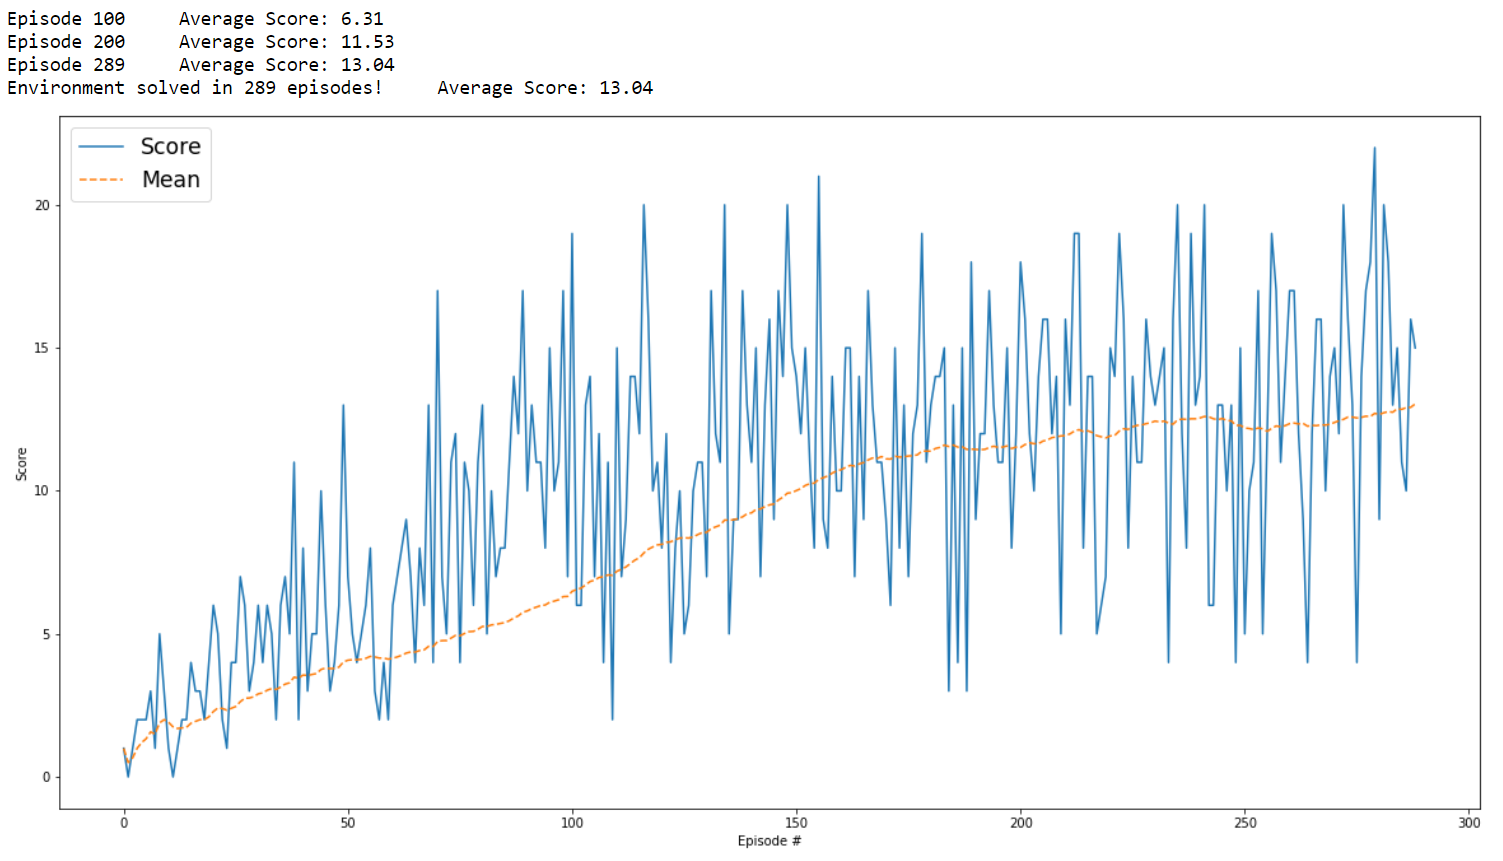 Episode 100	Average Score: 6.31
Episode 200	Average Score: 11.53
Episode 289	Average Score: 13.04
Environment solved in 289 episodes!	Average Score: 13.04
Score
Mean
20
15
10
5
0
Score
0 50 100 150 200 250 300
Episode #